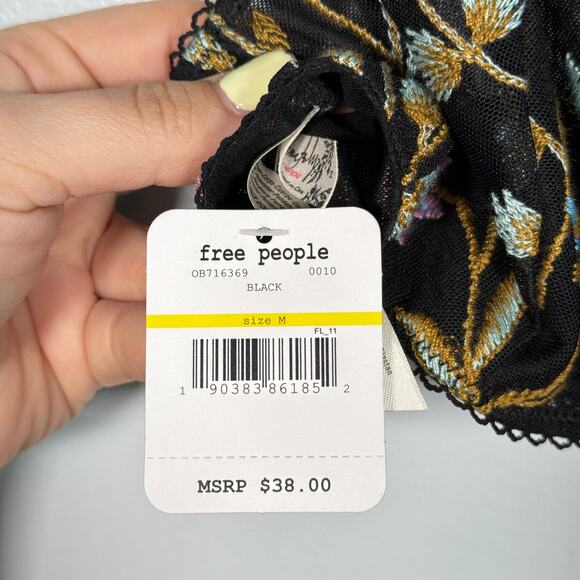 free people
OB716369 0010
BLACK
size M
FL_11
1 90383 86185 2
MSRP $38.00